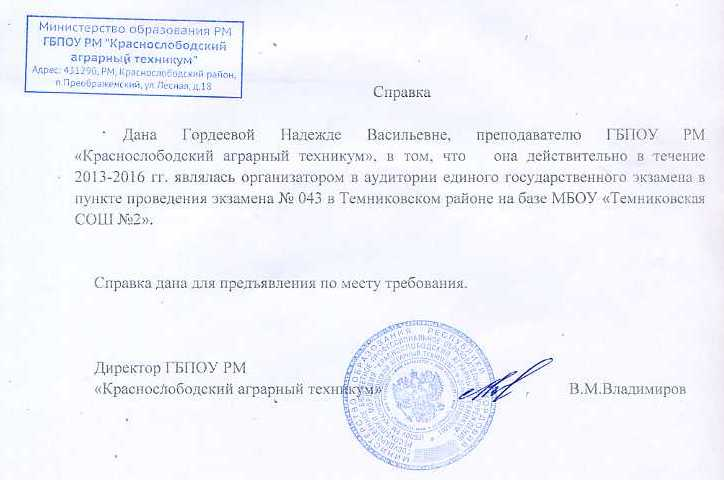 Министерство образования РМ
ГБПОУ РМ "Краснослободский
аграрный техникум"
Адрес: 431290, РМ, Краснослободский район,
п.Преображенский, ул.Лесная, д.18
Справка
Дана Гордеевой Надежде Васильевне, преподавателю ГБПОУ РМ
«Краснослободский аграрный техникум», в том, что она действительно в течение
2013-2016 гг. являлась организатором в аудитории единого государственного экзамена в
пункте проведения экзамена № 043 в Темниковском районе на базе МБОУ «Темниковская
СОШ №2».
Справка дана для предъявления по месту требования.
Директор ГБПОУ РМ
«Краснослободский аграрный техникум»
В.М.Владимиров